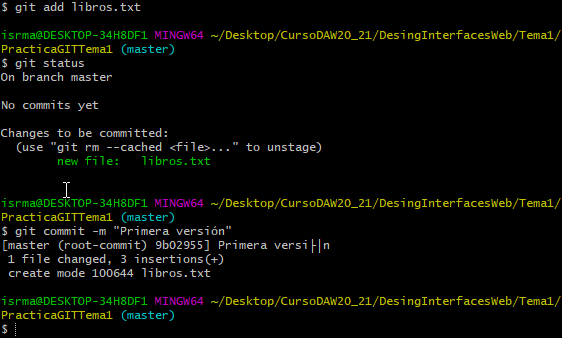 $ git add libros.txt
isrma@DESKTOP-34H8DF1 MINGW64 ~/Desktop/CursoDAW20_21/DesingInterfacesWeb/Tema1/
PracticaGITTema1 (master)
$ git status
On branch master
No commits yet
Changes to be committed:
(use "git rm --cached <file>..." to unstage)
new file:   libros.txt
isrma@DESKTOP-34H8DF1 MINGW64 ~/Desktop/CursoDAW20_21/DesingInterfacesWeb/Tema1/
PracticaGITTema1 (master)
$ git commit -m "Primera versión"
[master (root-commit) 9b02955] Primera versi├│n
1 file changed, 3 insertions(+)
create mode 100644 libros.txt
isrma@DESKTOP-34H8DF1 MINGW64 ~/Desktop/CursoDAW20_21/DesingInterfacesWeb/Tema1/
PracticaGITTema1 (master)
$